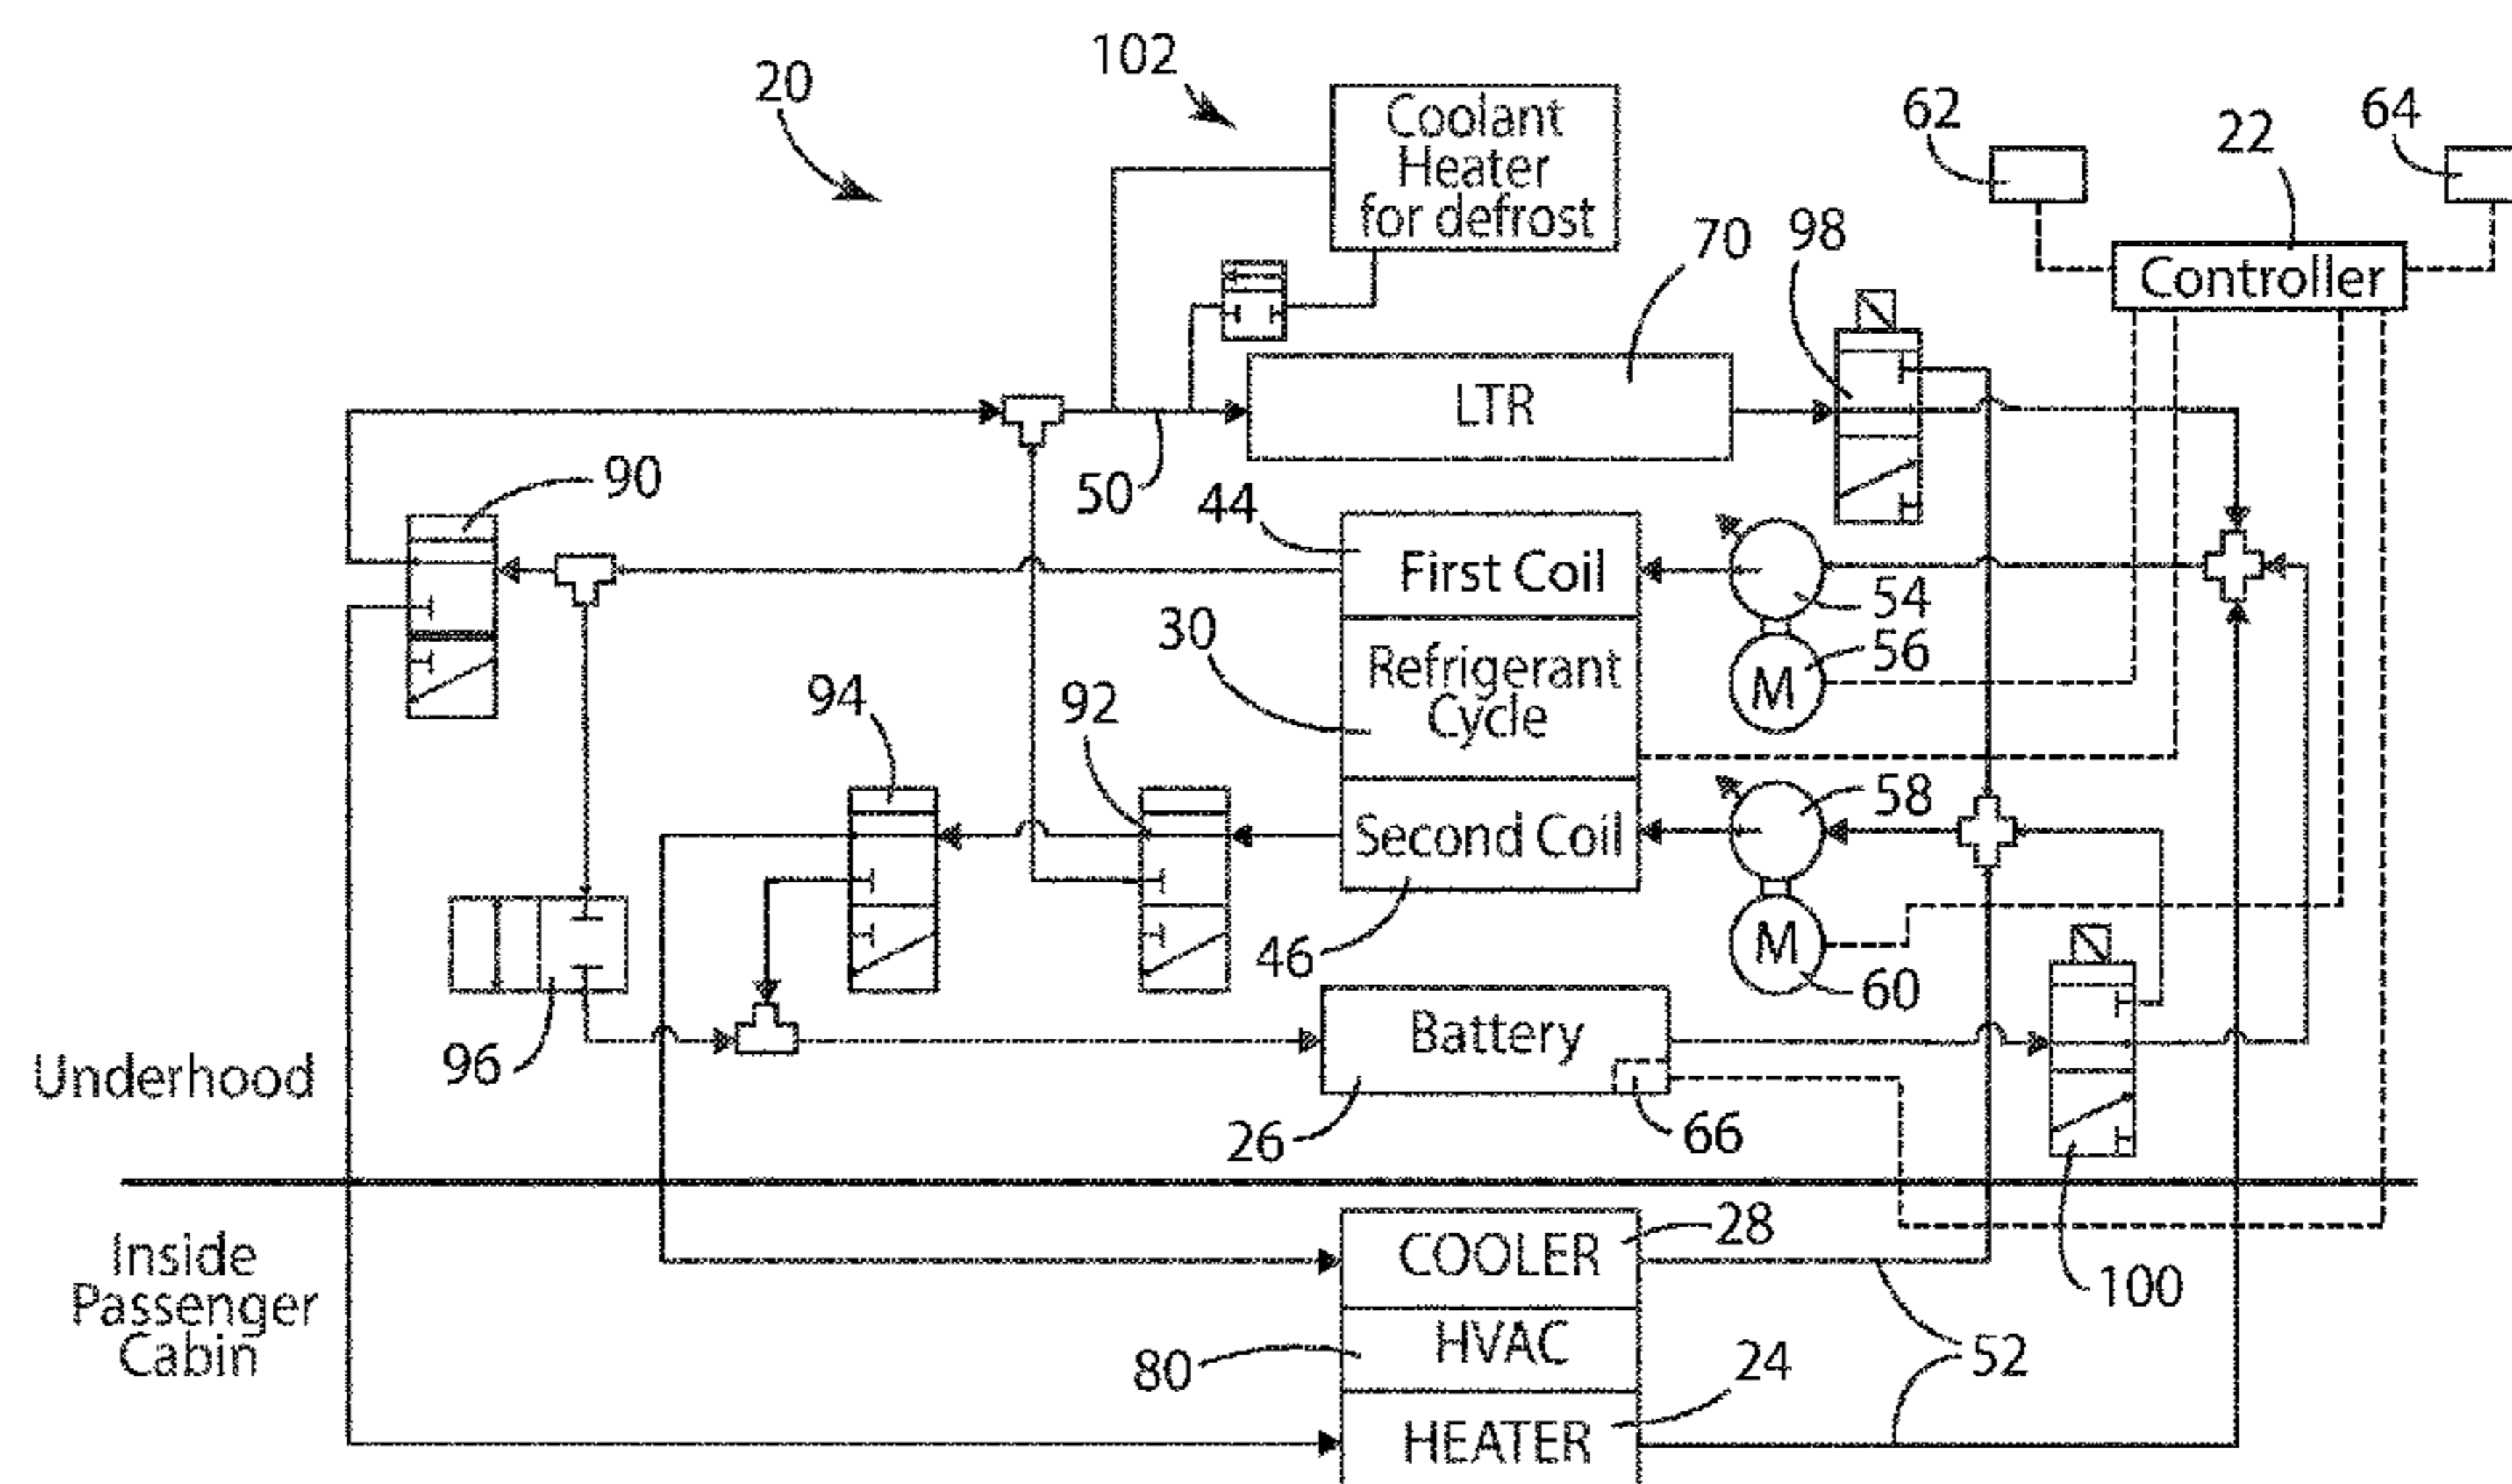 102
20
Coolant
Heater
for defrost
62
64
22
Controller
70
98
LTR
90
50
44
First Coil
54
30
Refrigerant
Cycle
56
M
94
92
58
Second Coil
46
M
60
Battery
96
Underhood
26
66
28
COOLER
100
Inside
Passenger
Cabin
HVAC
80
24
52
HEATER